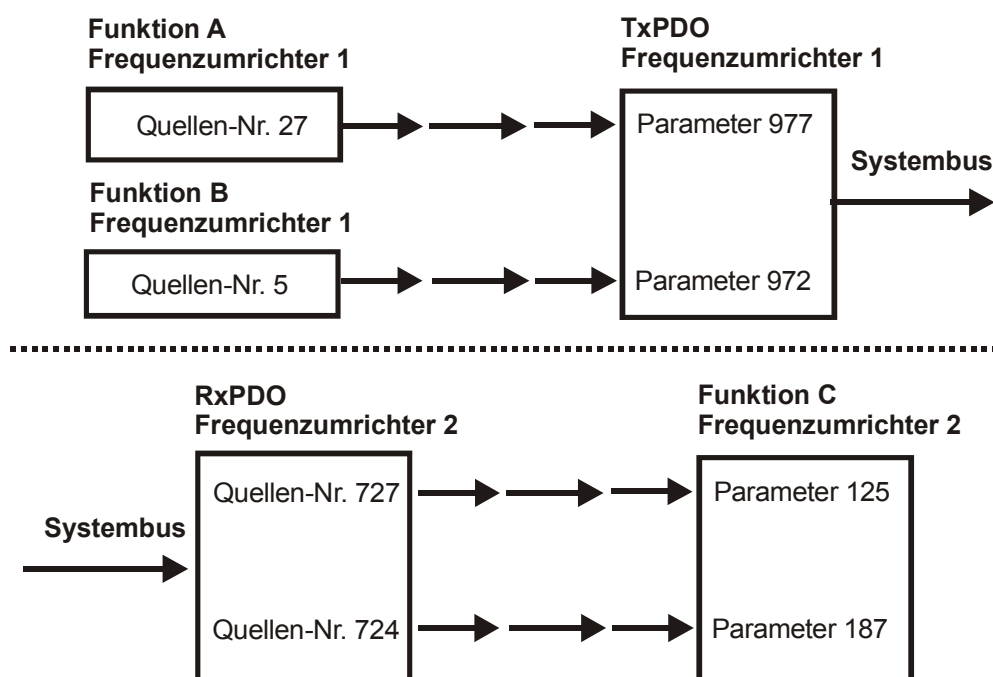 Funktion A
Frequenzumrichter 1
Quellen-Nr. 27
Funktion B
Frequenzumrichter 1
Quellen-Nr. 5
TxPDO
Frequenzumrichter 1
Parameter 977
Parameter 972
Systembus
RxPDO
Frequenzumrichter 2
Systembus
Quellen-Nr. 727
Quellen-Nr. 724
Funktion C
Frequenzumrichter 2
Parameter 125
Parameter 187